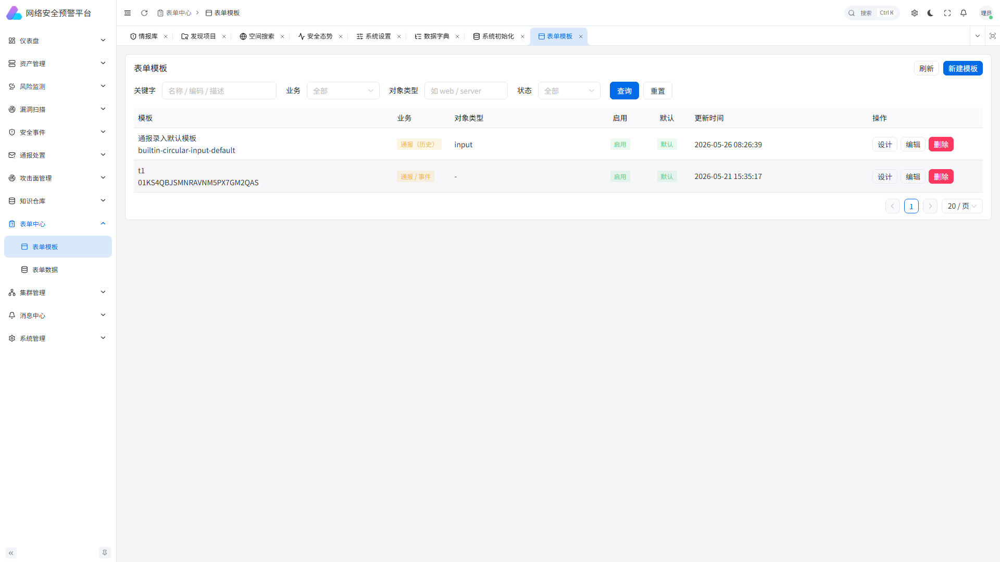 网络安全预警平台
表单中心
表单模板
搜索
Ctrl K
理员
情报库
发现项目
空间搜索
安全态势
系统设置
数据字典
系统初始化
表单模板
仪表盘
资产管理
风险监测
漏洞扫描
安全事件
通报处置
攻击面管理
知识仓库
表单中心
表单模板
表单数据
集群管理
消息中心
系统管理
表单模板
刷新
新建模板
关键字
名称 / 编码 / 描述
业务
全部
对象类型
如 web / server
状态
全部
查询
重置
模板
业务
对象类型
启用
默认
更新时间
操作
通报录入默认模板
builtin-circular-input-default
通报（历史）
input
启用
默认
2026-05-26 08:26:39
设计
编辑
删除
t1
01KS4QBJSMNRAVNM5PX7GM2QAS
通报 / 事件
-
启用
默认
2026-05-21 15:35:17
设计
编辑
删除
1
20 / 页